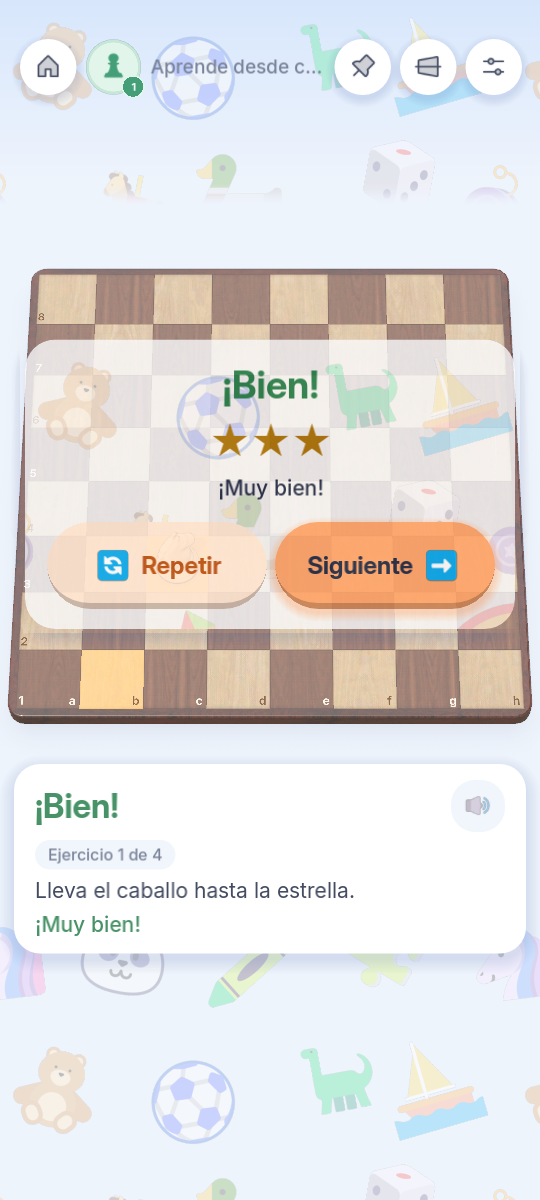 1
Aprende desde c...
8
7
6
5
3
2
¡Bien!
¡Muy bien!
Repetir
Siguiente
1 a b c d e f g h
¡Bien!
Ejercicio 1 de 4
Lleva el caballo hasta la estrella.
¡Muy bien!